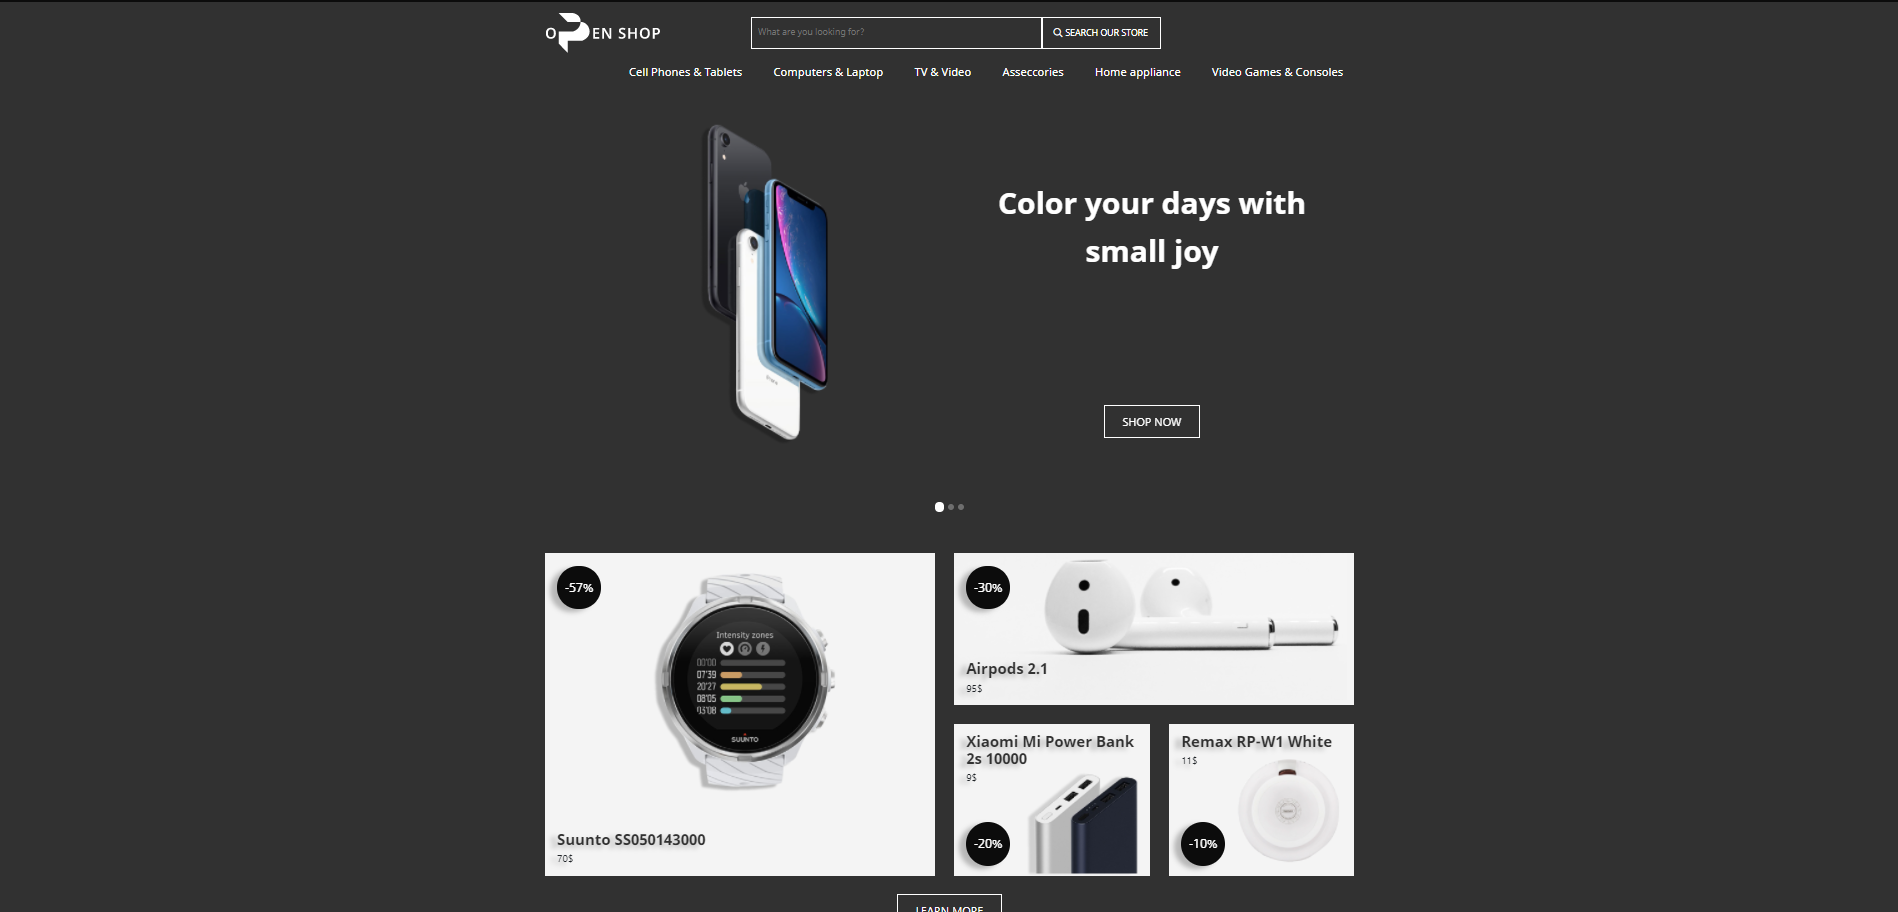 OPEN SHOP
What are you looking for?
SEARCH OUR STORE
Cell Phones & Tablets
Computers & Laptop
TV & Video
Asseccories
Home appliance
Video Games & Consoles
Color your days with
small joy
SHOP NOW
-57%
Intensity zones
00'00
07'39
20'27
08'05
03'08
SUUNTO
Suunto SS050143000
70$
-30%
Airpods 2.1
95$
Xiaomi Mi Power Bank
2s 10000
9$
-20%
Remax RP-W1 White
11$
-10%
LEARN MORE